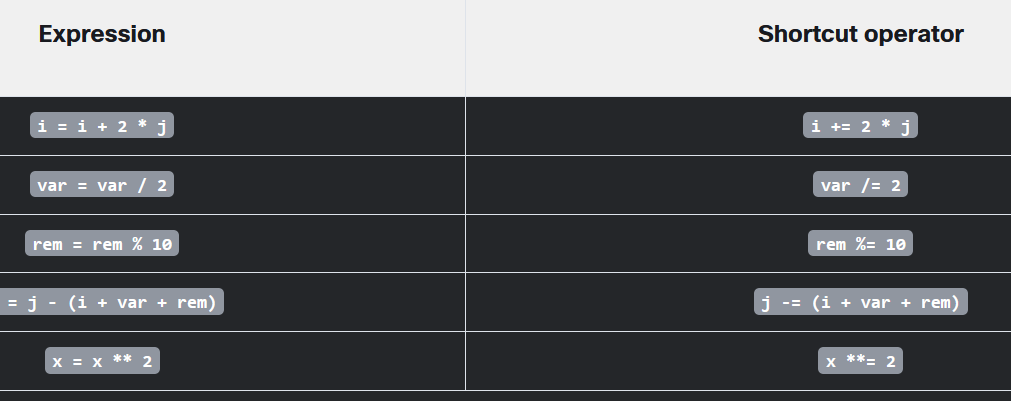 Expression Shortcut operator
i = i + 2 * j i += 2 * j
var = var / 2 var /= 2
rem = rem % 10 rem %= 10
= j - (i + var + rem) j -= (i + var + rem)
x = x ** 2 x **= 2